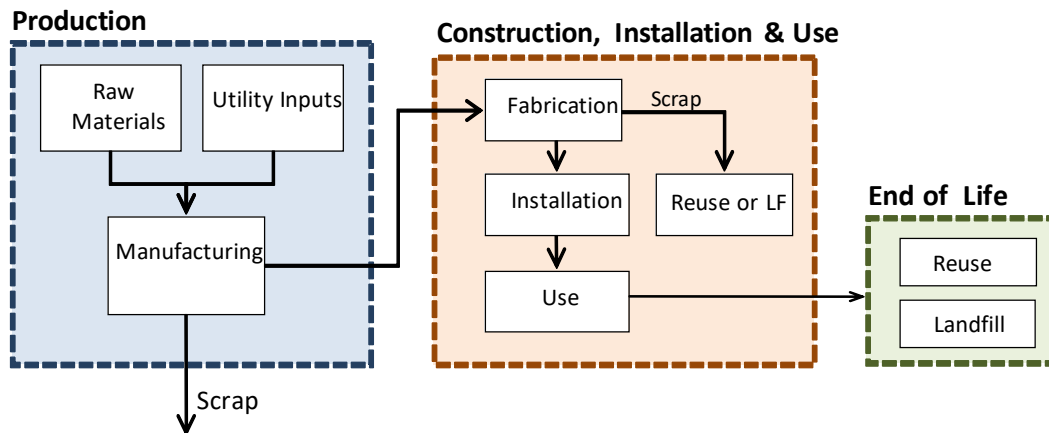 Production
Raw
Materials
Utility Inputs
Manufacturing
Scrap
Construction, Installation & Use
Fabrication
Scrap
Installation
Reuse or LF
Use
End of Life
Reuse
Landfill